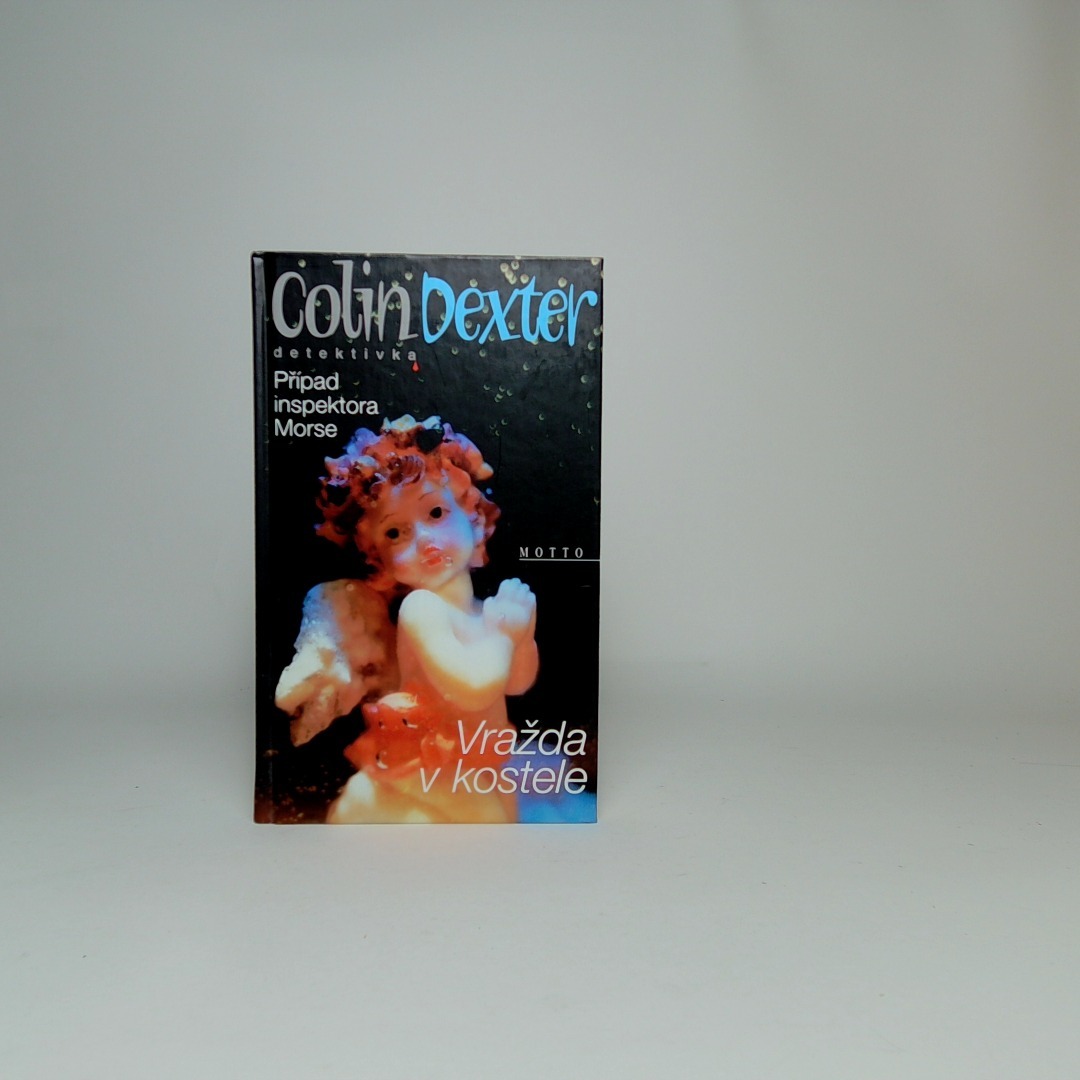 Colin Dexter
detektivka
Případ
inspektora
Morse
MOTTO
Vražda
v kostele